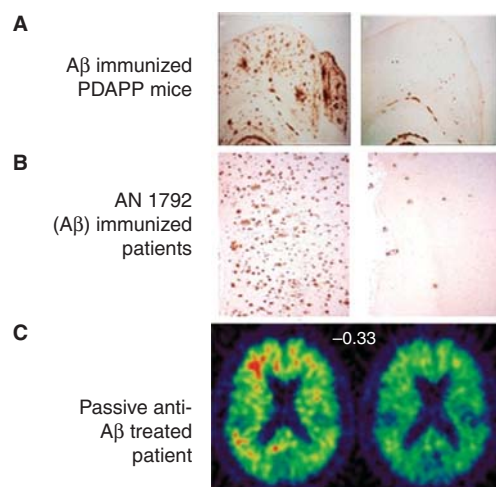 A
Aβ immunized
PDAPP mice
B
AN 1792
(Aβ) immunized
patients
C
–0.33
Passive anti-
Aβ treated
patient